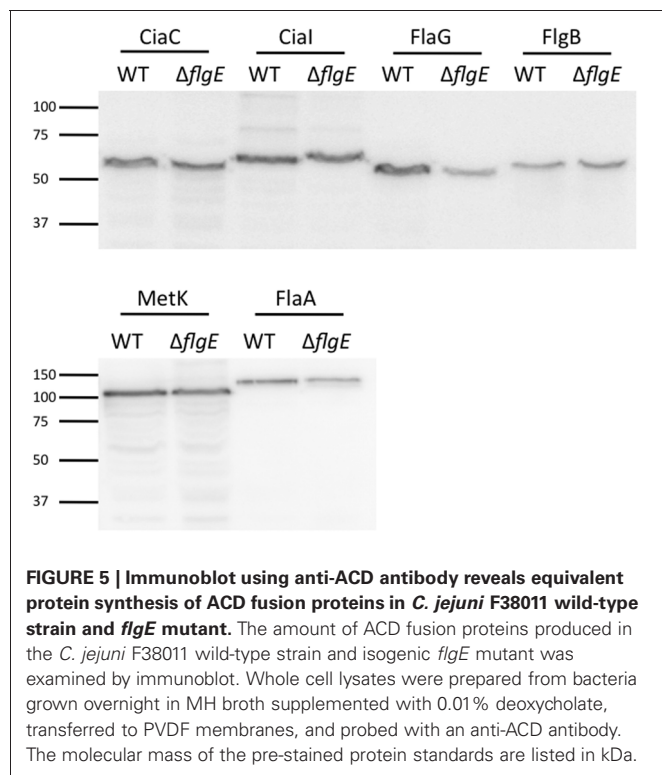 CiaC CiaI FlaG FlgB
WT ΔflgE WT ΔflgE WT ΔflgE WT ΔflgE
100
75
50
37
MetK FlaA
WT ΔflgE WT ΔflgE
150
100
75
50
37
FIGURE 5 | Immunoblot using anti-ACD antibody reveals equivalent
protein synthesis of ACD fusion proteins in C. jejuni F38011 wild-type
strain and flgE mutant. The amount of ACD fusion proteins produced in
the C. jejuni F38011 wild-type strain and isogenic flgE mutant was
examined by immunoblot. Whole cell lysates were prepared from bacteria
grown overnight in MH broth supplemented with 0.01% deoxycholate,
transferred to PVDF membranes, and probed with an anti-ACD antibody.
The molecular mass of the pre-stained protein standards are listed in kDa.